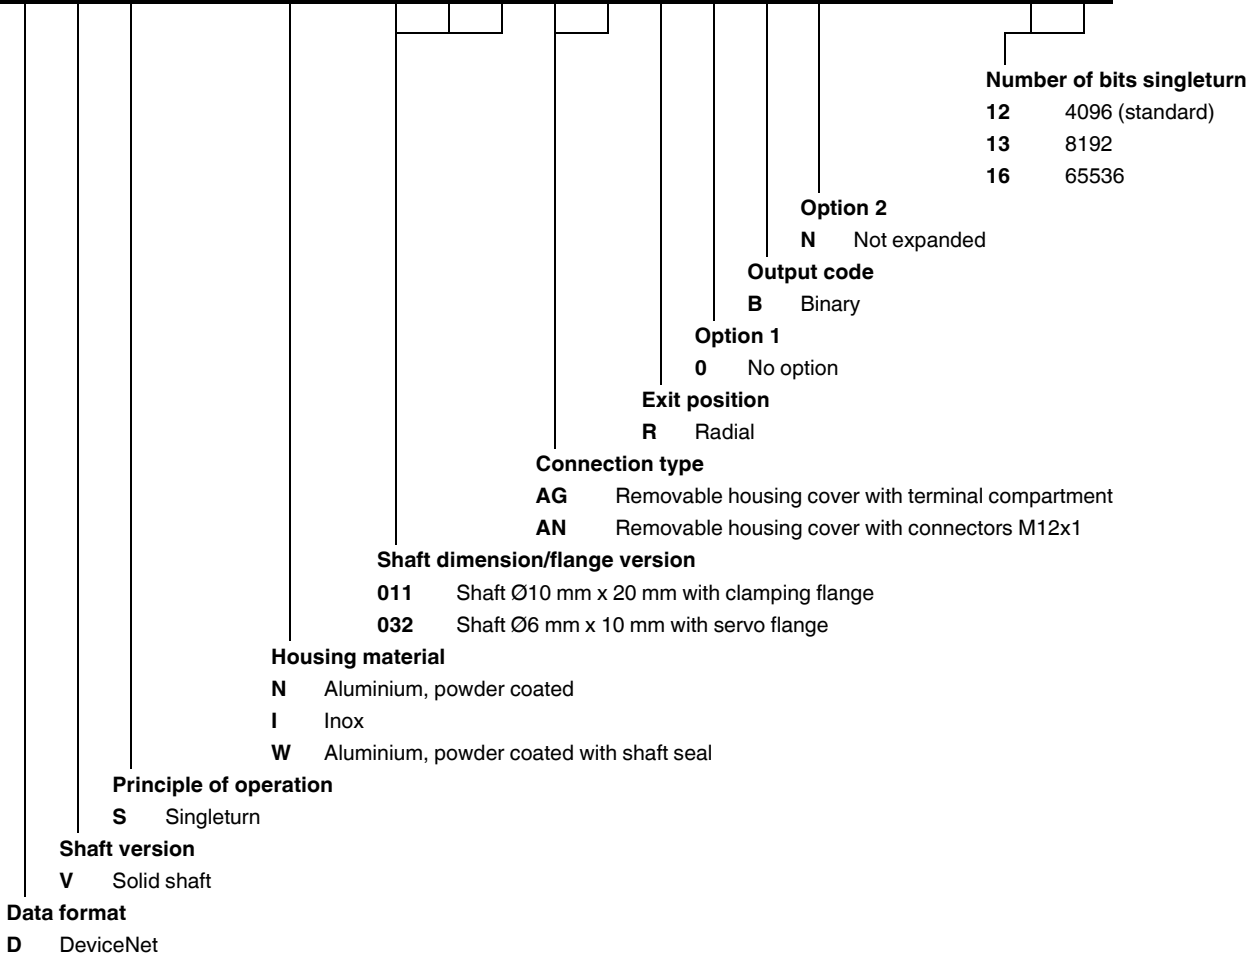 Number of bits singleturn
12 4096 (standard)
13 8192
16 65536
Option 2
N Not expanded
Output code
B Binary
Option 1
0 No option
Exit position
R Radial
Connection type
AG Removable housing cover with terminal compartment
AN Removable housing cover with connectors M12x1
Shaft dimension/flange version
011 Shaft Ø10 mm x 20 mm with clamping flange
032 Shaft Ø6 mm x 10 mm with servo flange
Housing material
N Aluminium, powder coated
I Inox
W Aluminium, powder coated with shaft seal
Principle of operation
S Singleturn
Shaft version
V Solid shaft
Data format
D DeviceNet